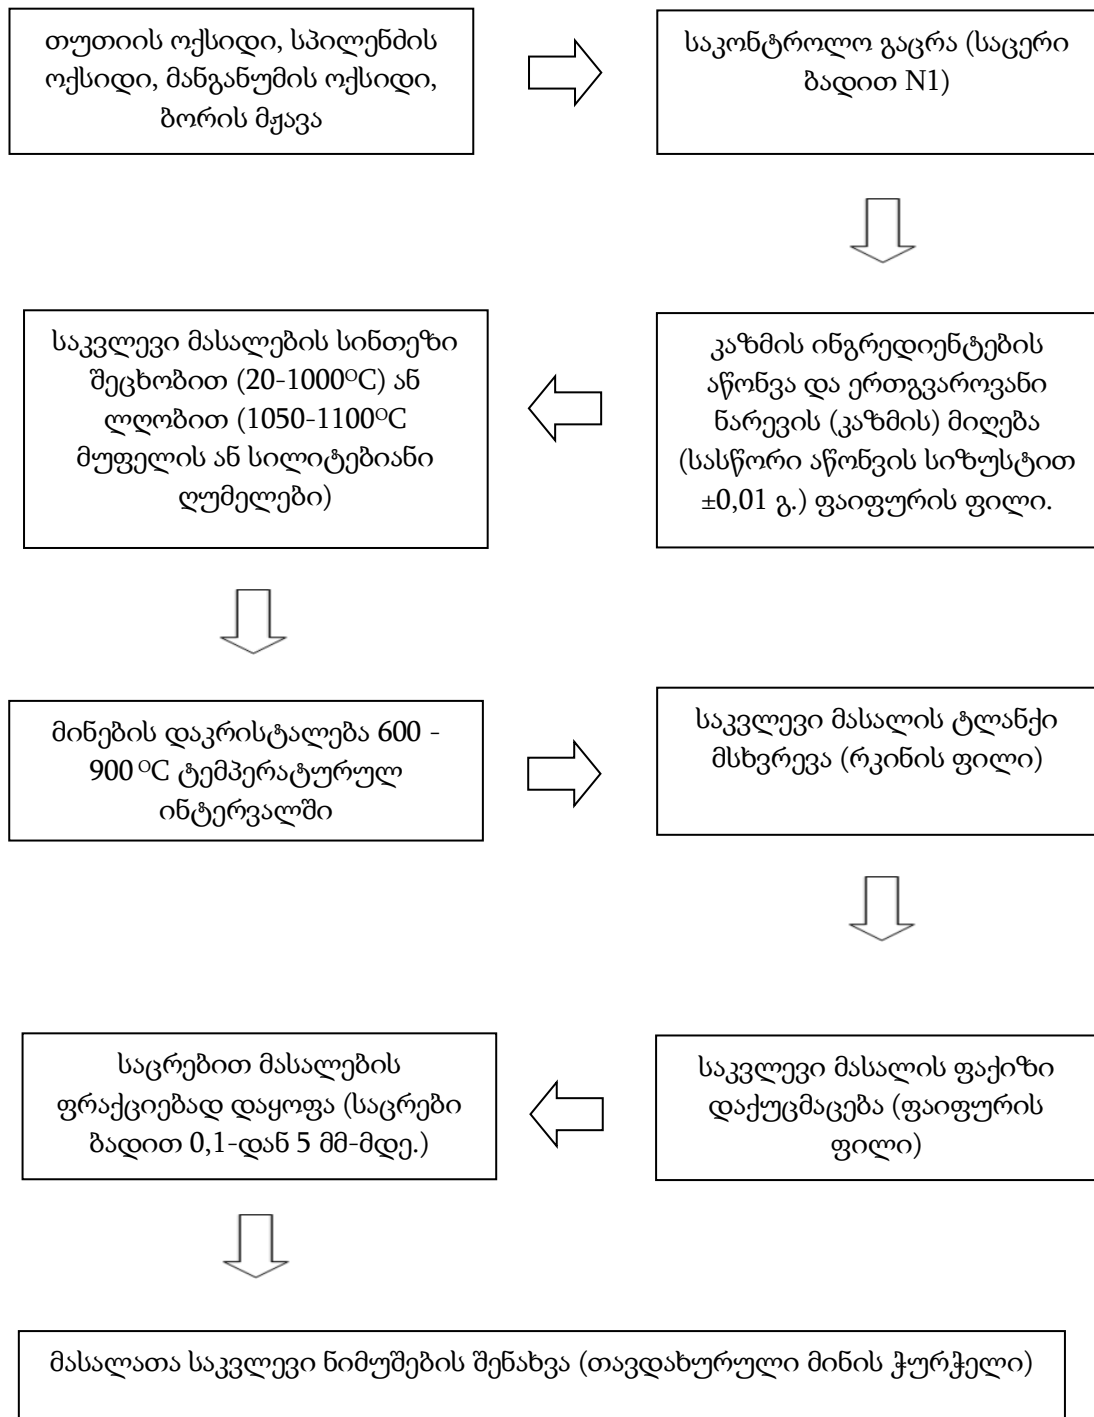 თუთიის ოქსიდი, სპილენძის
ოქსიდი, მანგანუმის ოქსიდი,
ბორის მჟავა
საკონტროლო გაცრა (საცერი
ბადით N1)
კაზმის ინგრედიენტების
აწონვა და ერთგვაროვანი
ნარევის (კაზმის) მიღება
(სასწორი აწონვის სიზუსტით
±0,01 გ.) ფაიფურის ფილი.
საკვლევი მასალების სინთეზი
შეცხობით (20-1000°C) ან
ლღობით (1050-1100°C
მუფელის ან სილიტებიანი
ღუმელები)
მინების დაკრისტალება 600 -
900 °C ტემპერატურულ
ინტერვალში
საკვლევი მასალის ტლანქი
მსხვრევა (რკინის ფილი)
საკვლევი მასალის ფაქიზი
დაქუცმაცება (ფაიფურის
ფილი)
საცრებით მასალების
ფრაქციებად დაყოფა (საცრები
ბადით 0,1-დან 5 მმ-მდე.)
მასალათა საკვლევი ნიმუშების შენახვა (თავდახურული მინის ჭურჭელი)